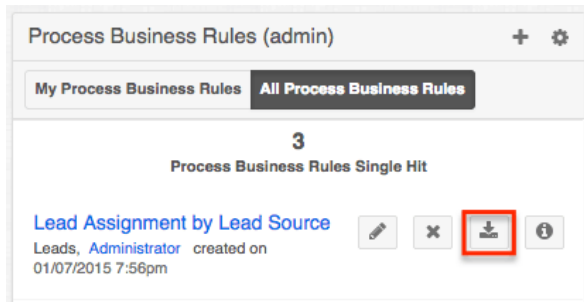 Process Business Rules (admin)
My Process Business Rules All Process Business Rules
3
Process Business Rules Single Hit
Lead Assignment by Lead Source
Leads, Administrator created on
01/07/2015 7:56pm